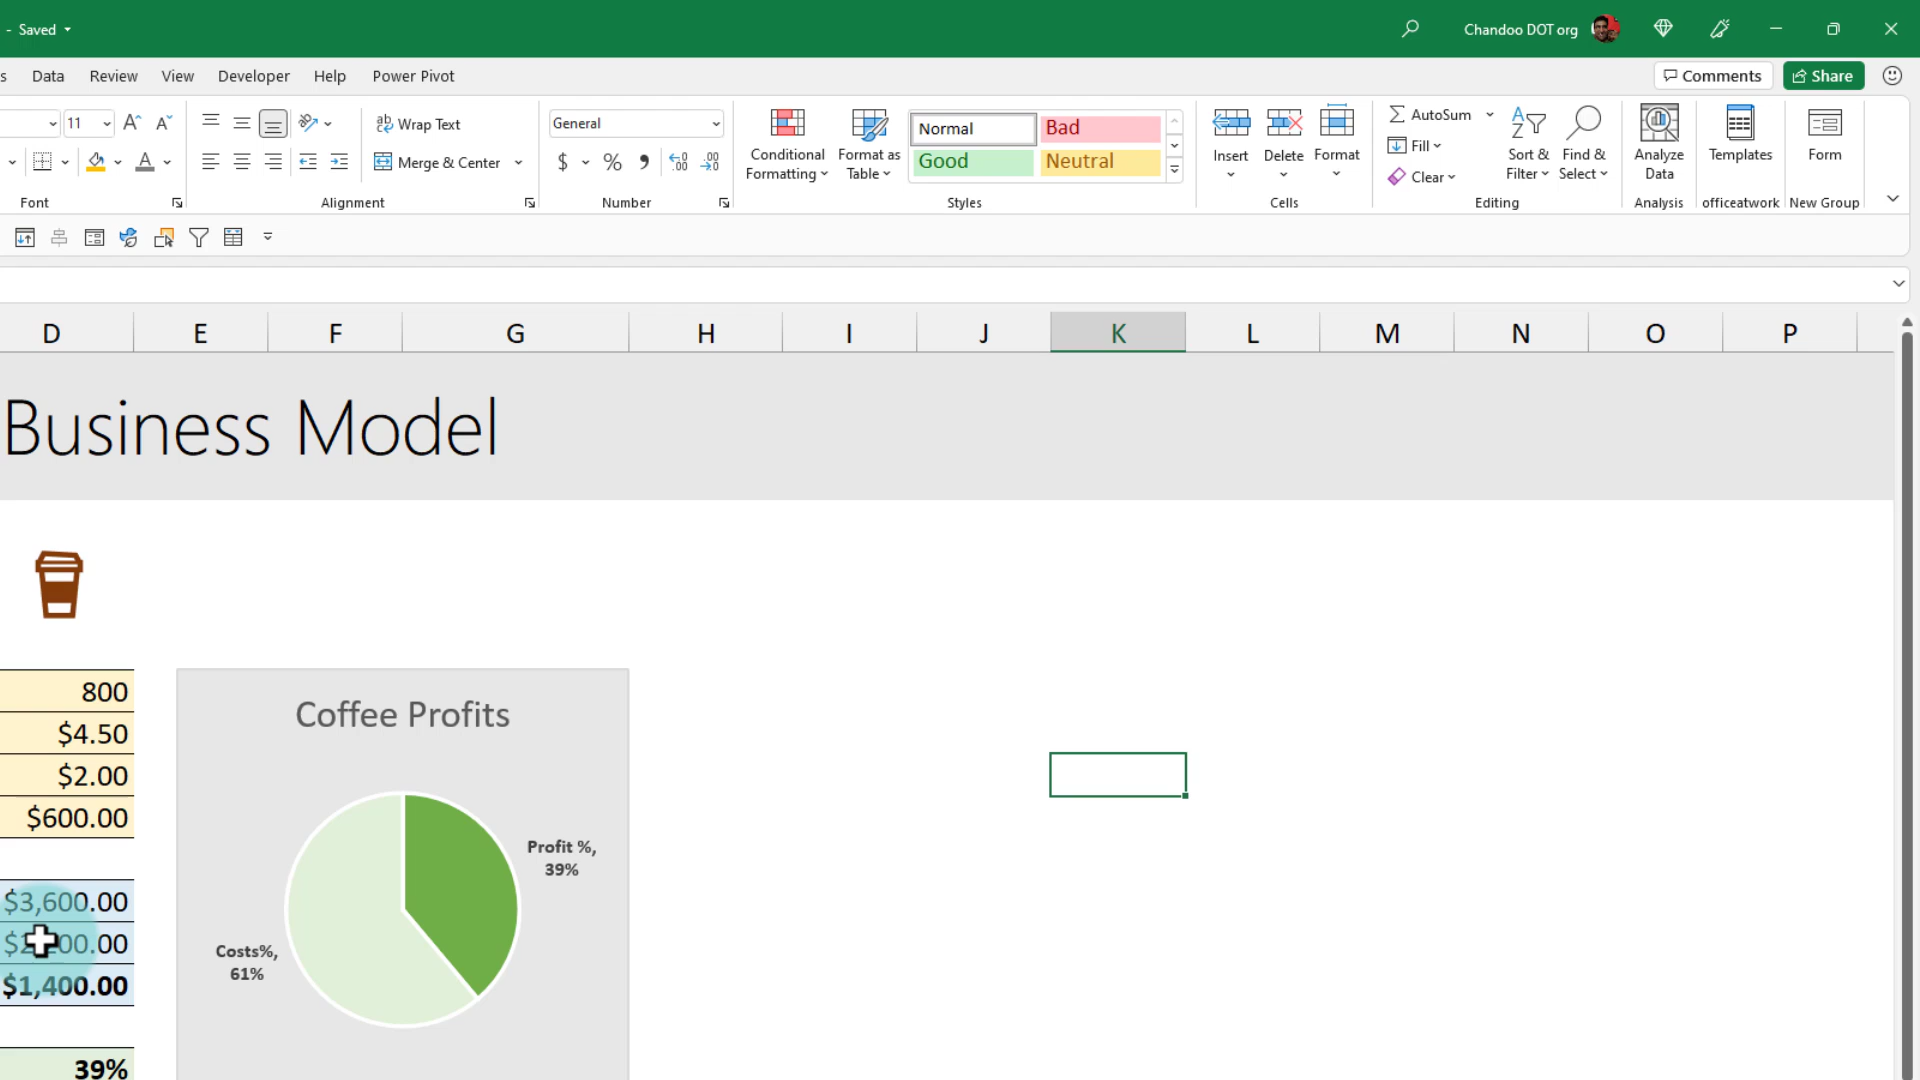 - Saved
Chandoo DOT org
s Data Review View Developer Help Power Pivot
Comments Share
11
Wrap Text
General
Merge & Center
$ % 9
Conditional Formatting
Format as Table
Normal
Bad
Good
Neutral
Insert
Delete
Format
AutoSum
Fill
Clear
Sort & Filter
Find & Select
Analyze Data
Templates
Form
Font
Alignment
Number
Styles
Cells
Editing
Analysis
officeatwork
New Group
D E F G H I J K L M N O P
Business Model
800
$4.50
$2.00
$600.00
$3,600.00
$1,400.00
39%
Coffee Profits
Profit %,
39%
Costs%,
61%